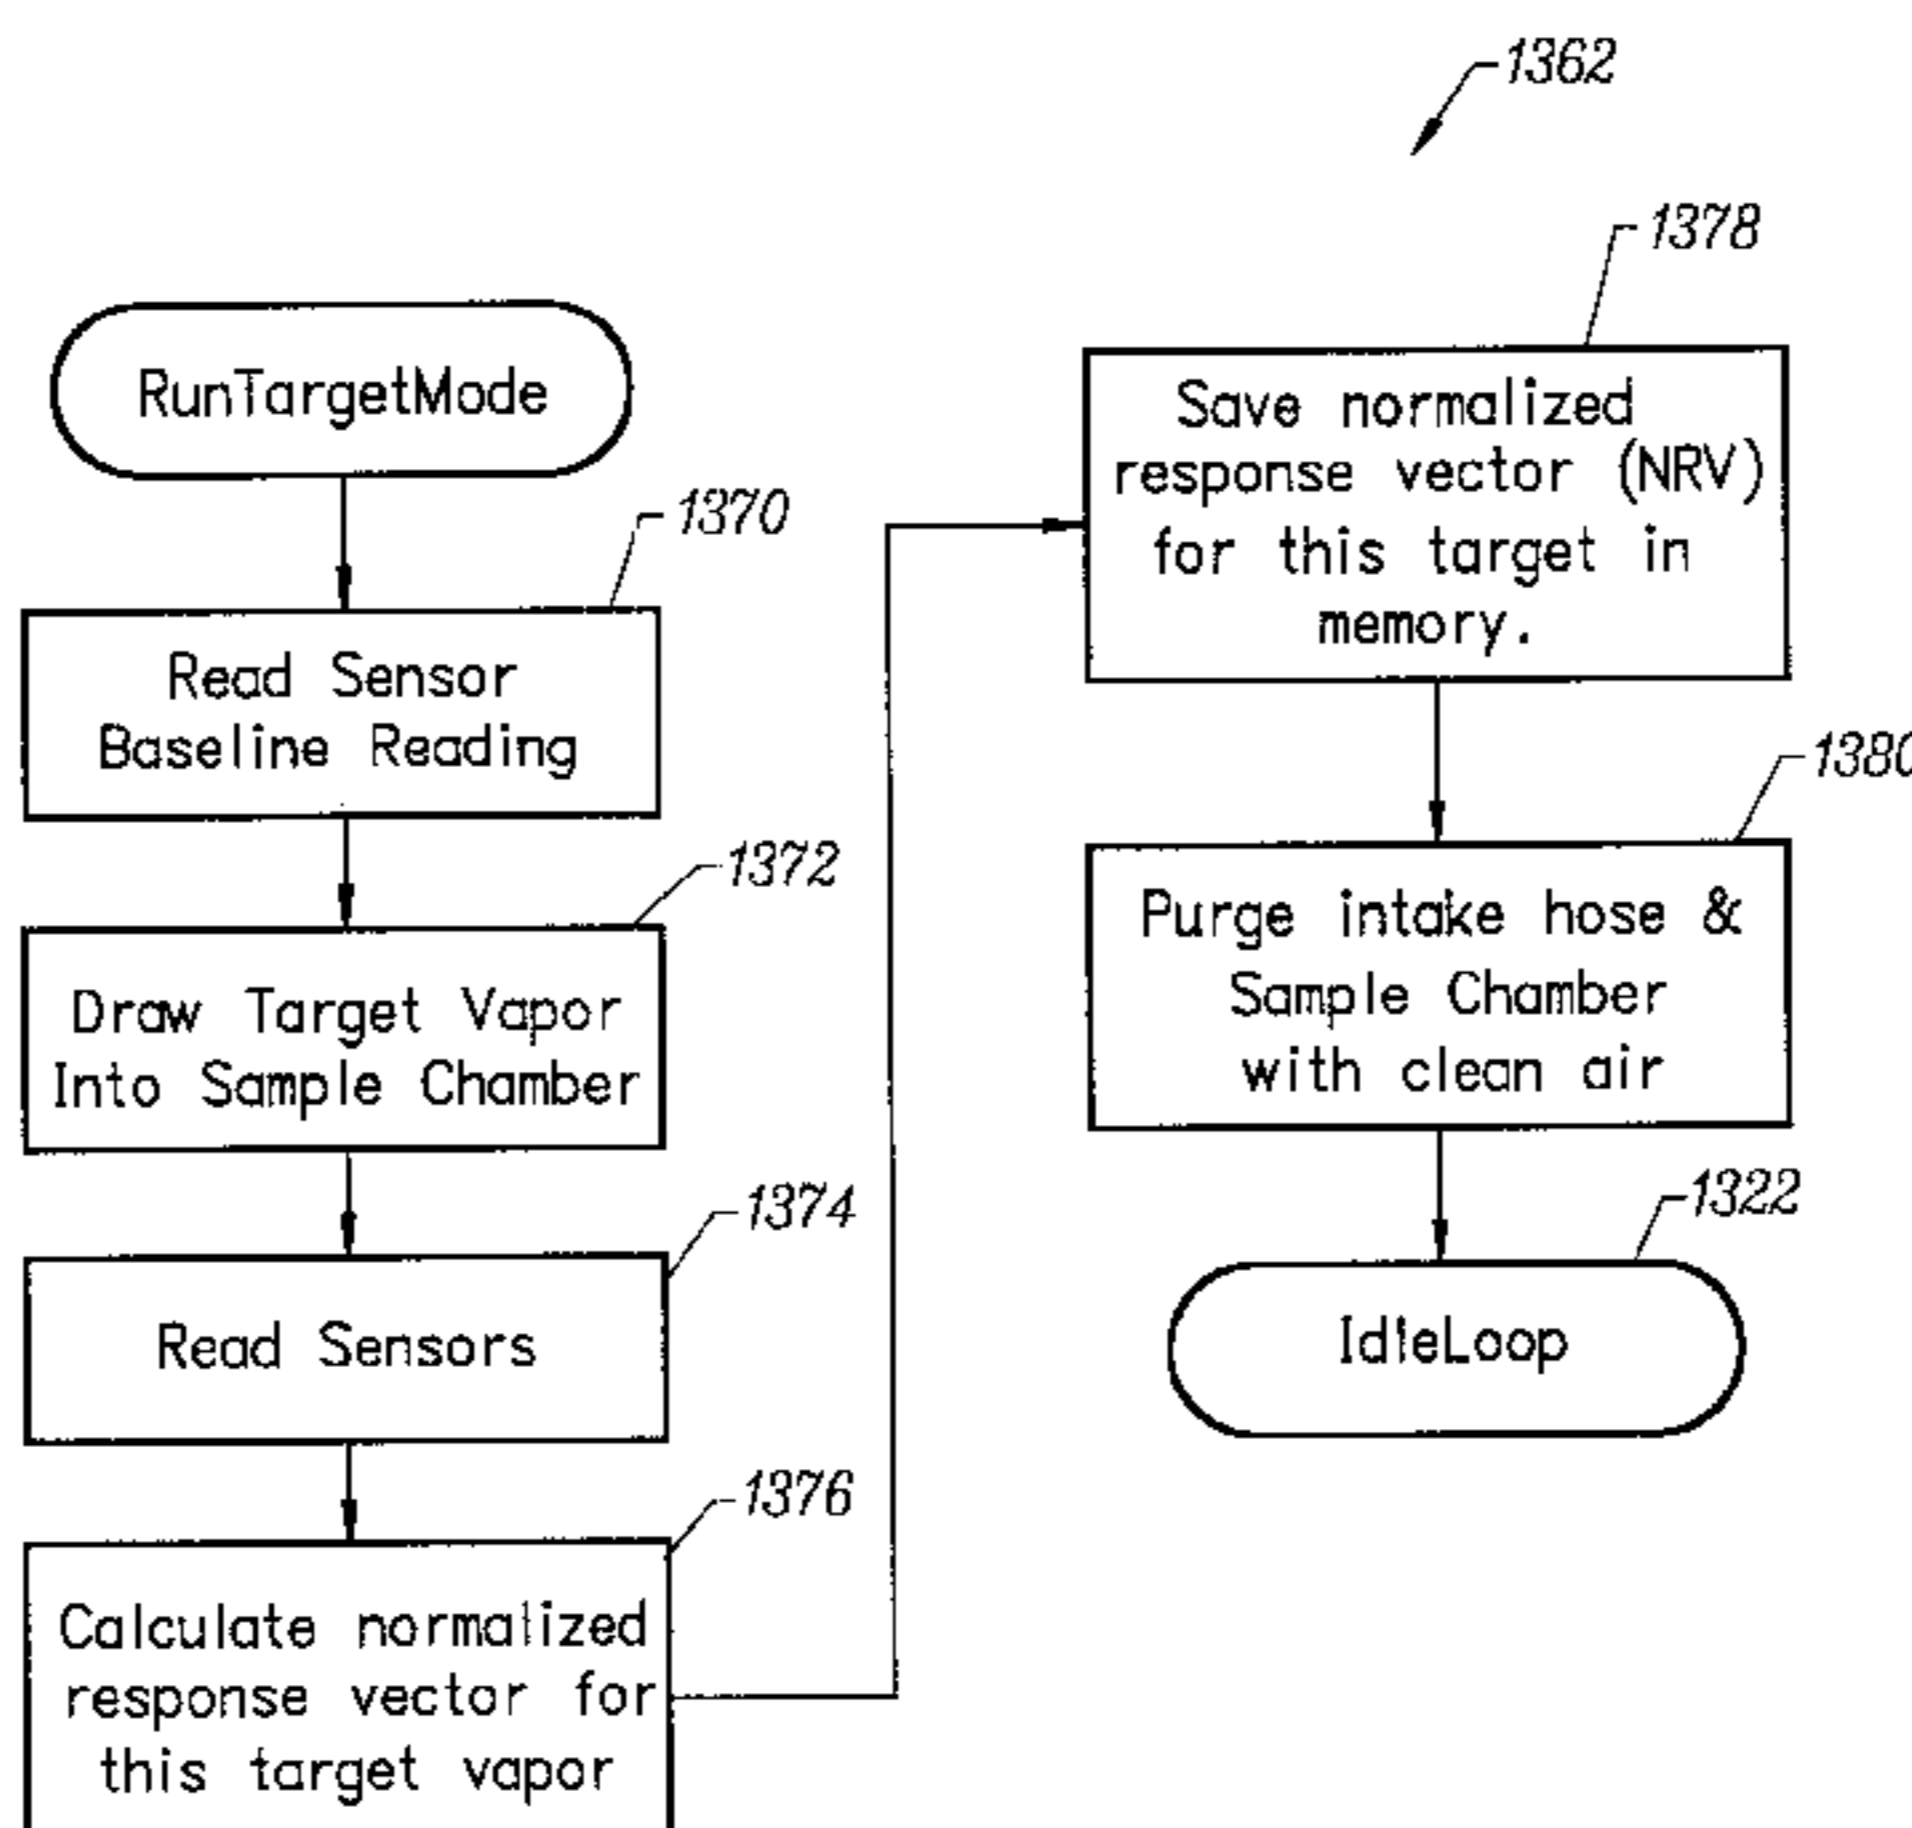 1362
RunTargetMode
1370
Read Sensor
Baseline Reading
1372
Draw Target Vapor
Into Sample Chamber
1374
Read Sensors
1376
Calculate normalized
response vector for
this target vapor
1378
Save normalized
response vector (NRV)
for this target in
memory.
1380
Purge intake hose &
Sample Chamber
with clean air
1322
IdleLoop